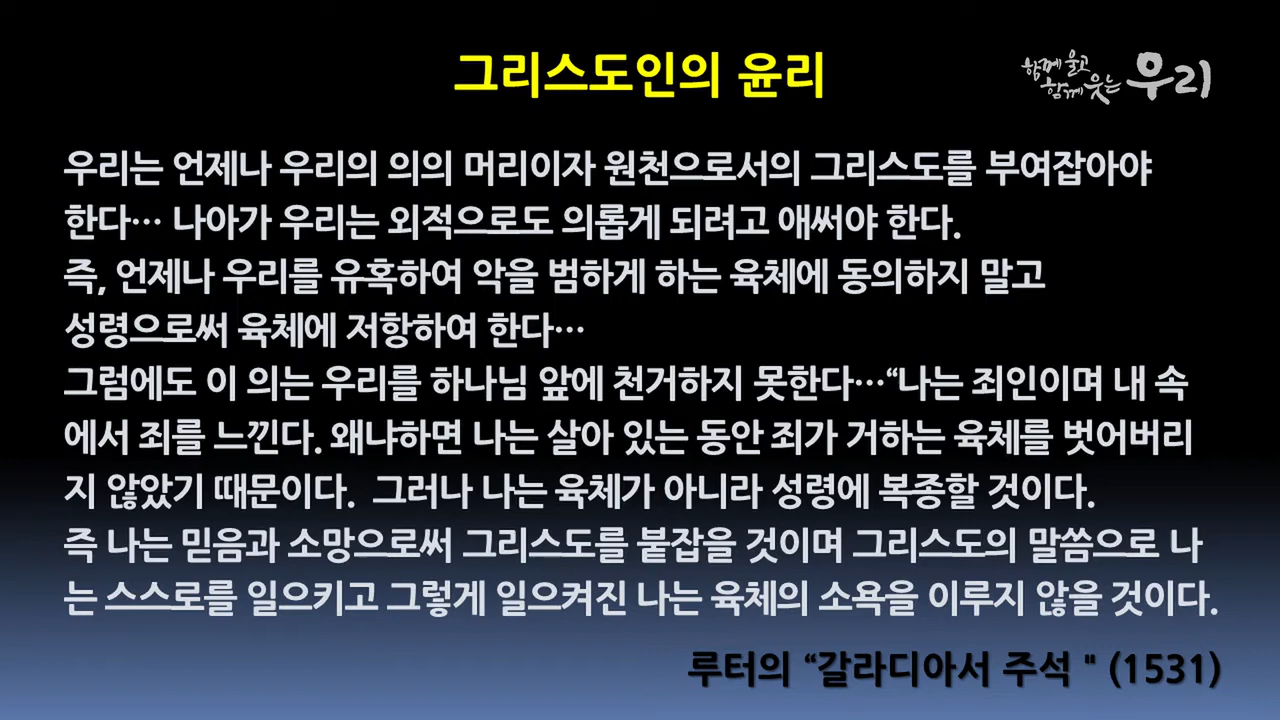 그리스도인의 윤리
함께 울고
함께 웃는 우리
우리는 언제나 우리의 의의 머리이자 원천으로서의 그리스도를 부여잡아야
한다… 나아가 우리는 외적으로도 의롭게 되려고 애써야 한다.
즉, 언제나 우리를 유혹하여 악을 범하게 하는 육체에 동의하지 말고
성령으로써 육체에 저항하여 한다…
그럼에도 이 의는 우리를 하나님 앞에 천거하지 못한다…“나는 죄인이며 내 속
에서 죄를 느낀다. 왜냐하면 나는 살아 있는 동안 죄가 거하는 육체를 벗어버리
지 않았기 때문이다. 그러나 나는 육체가 아니라 성령에 복종할 것이다.
즉 나는 믿음과 소망으로써 그리스도를 붙잡을 것이며 그리스도의 말씀으로 나
는 스스로를 일으키고 그렇게 일으켜진 나는 육체의 소욕을 이루지 않을 것이다.
루터의 “갈라디아서 주석 " (1531)